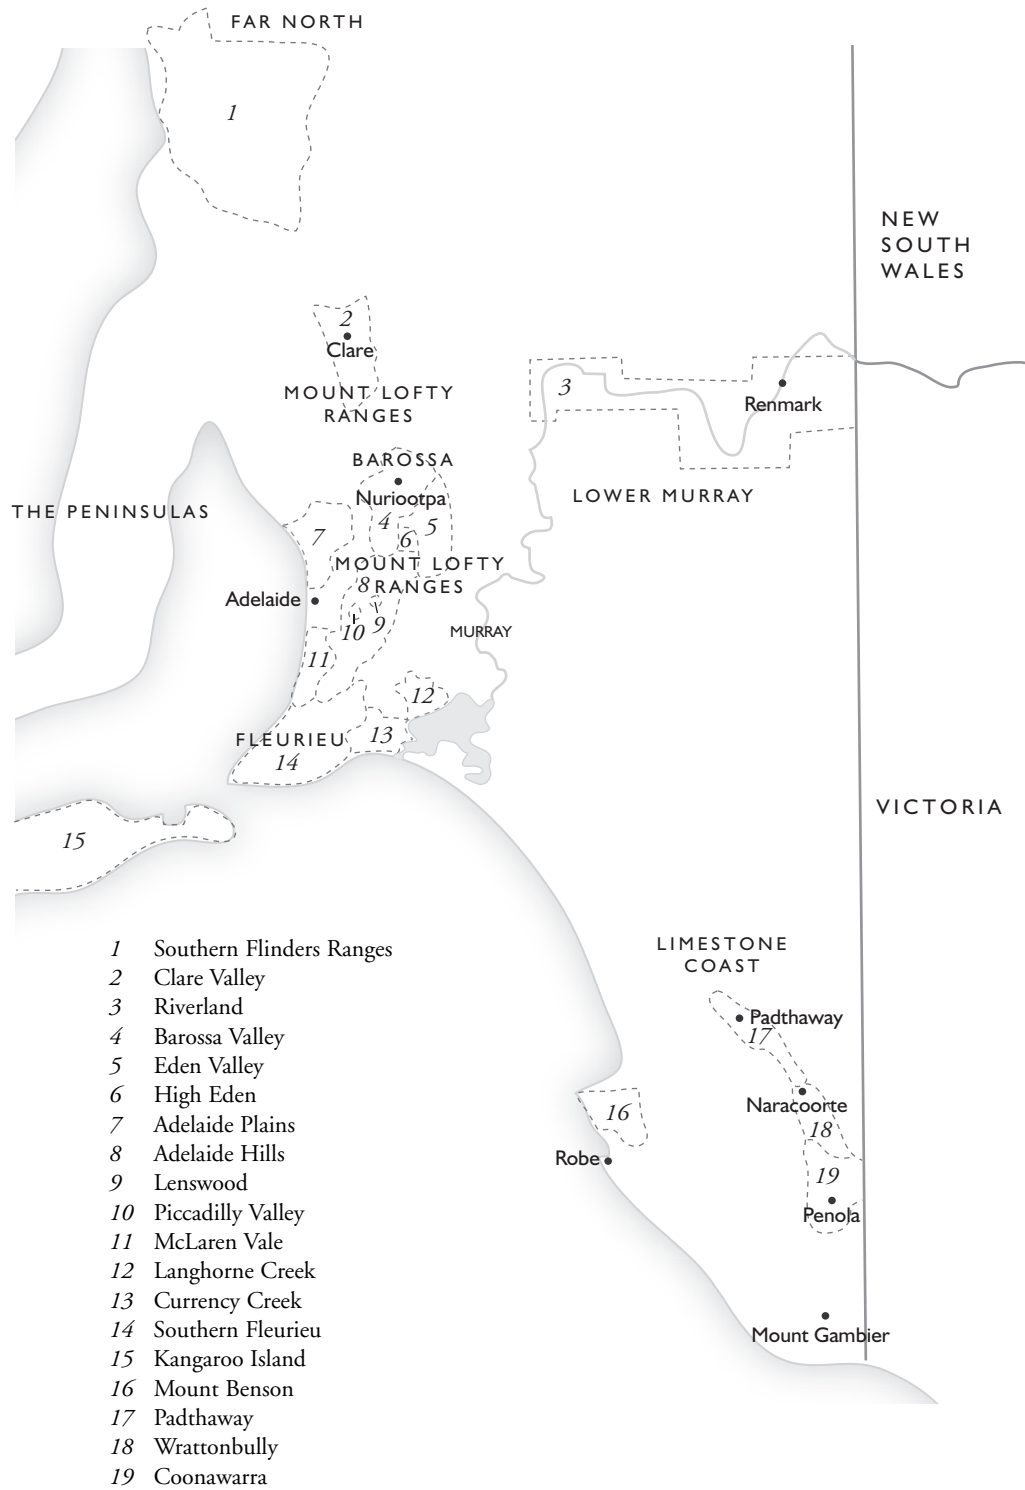 FAR NORTH
1
NEW
SOUTH
WALES
2
Clare
MOUNT LOFTY
RANGES
3
Renmark
BAROSSA
Nuriootpa
LOWER MURRAY
THE PENINSULAS
4
5
6
7
MOUNT LOFTY
RANGES
8
Adelaide
9
10
MURRAY
11
12
FLEURIEU
13
14
VICTORIA
15
LIMESTONE
COAST
Padthaway
17
Naracoorte
16
18
Robe
19
Penola
Mount Gambier
1 Southern Flinders Ranges
2 Clare Valley
3 Riverland
4 Barossa Valley
5 Eden Valley
6 High Eden
7 Adelaide Plains
8 Adelaide Hills
9 Lenswood
10 Piccadilly Valley
11 McLaren Vale
12 Langhorne Creek
13 Currency Creek
14 Southern Fleurieu
15 Kangaroo Island
16 Mount Benson
17 Padthaway
18 Wrattonbully
19 Coonawarra